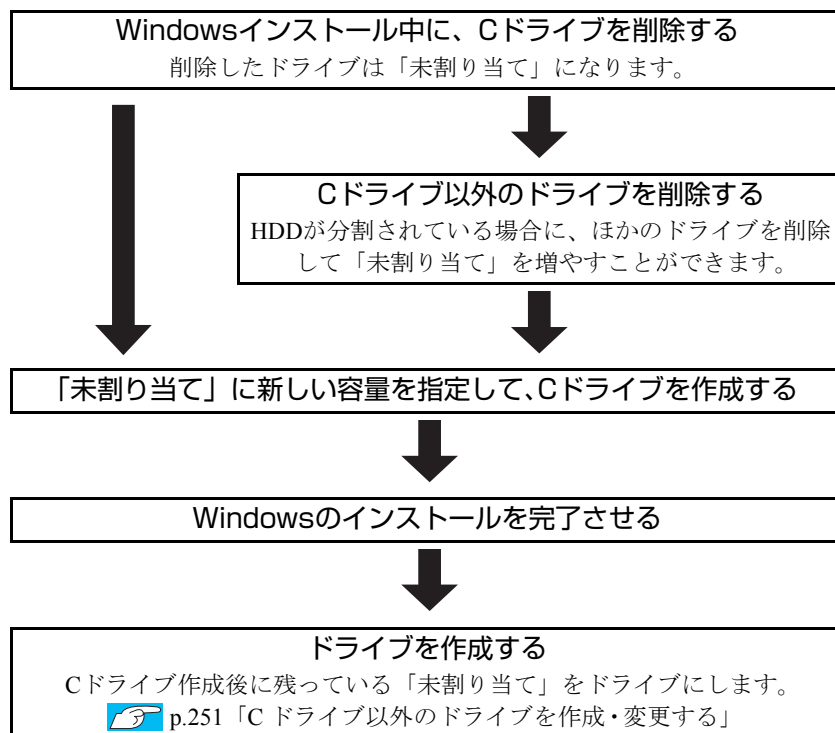 Windowsインストール中に、Cドライブを削除する
削除したドライブは「未割り当て」になります。
Cドライブ以外のドライブを削除する
HDDが分割されている場合に、ほかのドライブを削除
して「未割り当て」を増やすことができます。
「未割り当て」に新しい容量を指定して、Cドライブを作成する
Windowsのインストールを完了させる
ドライブを作成する
Cドライブ作成後に残っている「未割り当て」をドライブにします。
p.251「C ドライブ以外のドライブを作成・変更する」